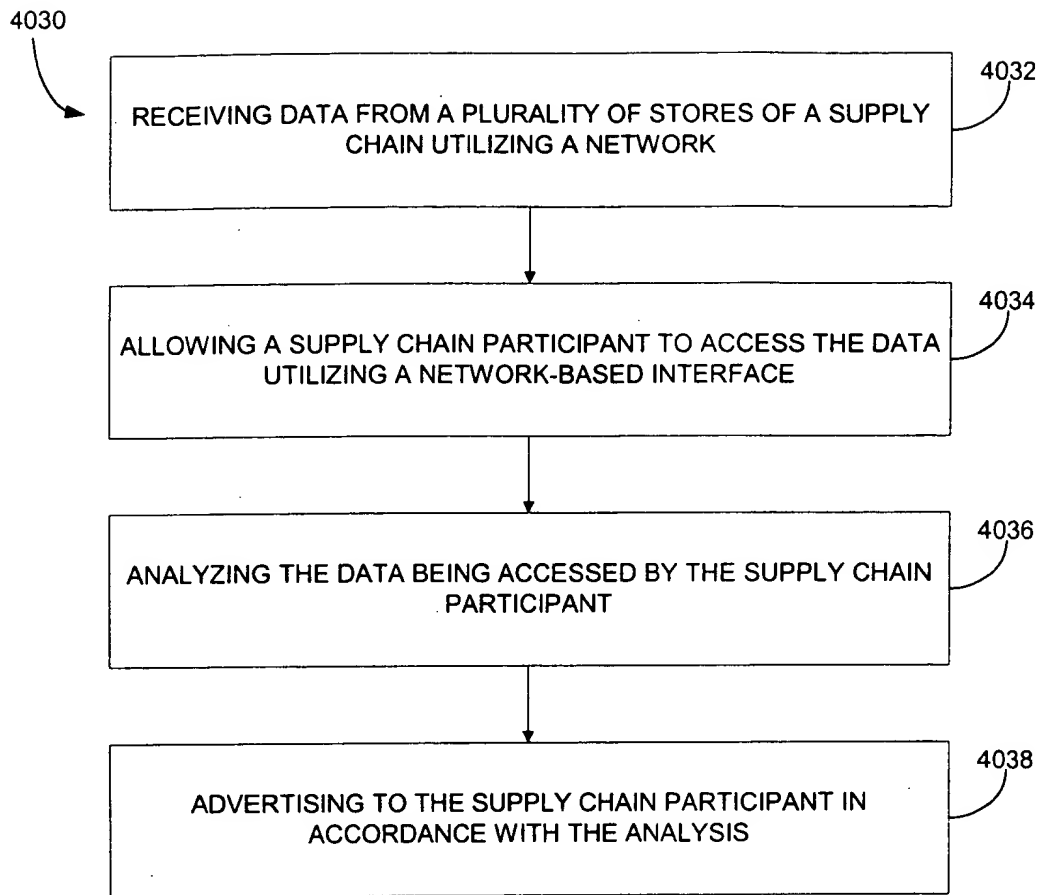 4030
4032
RECEIVING DATA FROM A PLURALITY OF STORES OF A SUPPLY
CHAIN UTILIZING A NETWORK
4034
ALLOWING A SUPPLY CHAIN PARTICIPANT TO ACCESS THE DATA
UTILIZING A NETWORK-BASED INTERFACE
4036
ANALYZING THE DATA BEING ACCESSED BY THE SUPPLY CHAIN
PARTICIPANT
4038
ADVERTISING TO THE SUPPLY CHAIN PARTICIPANT IN
ACCORDANCE WITH THE ANALYSIS